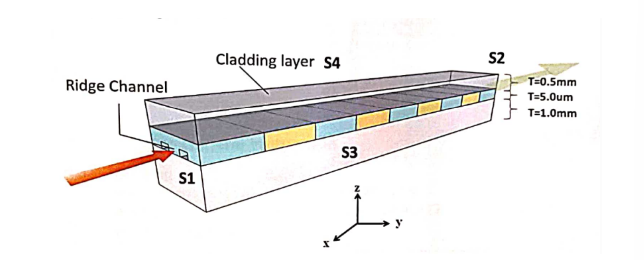 Cladding layer S4
S2
Ridge Channel
T=0.5mm
T=5.0um
T=1.0mm
S3
S1
z
y
x